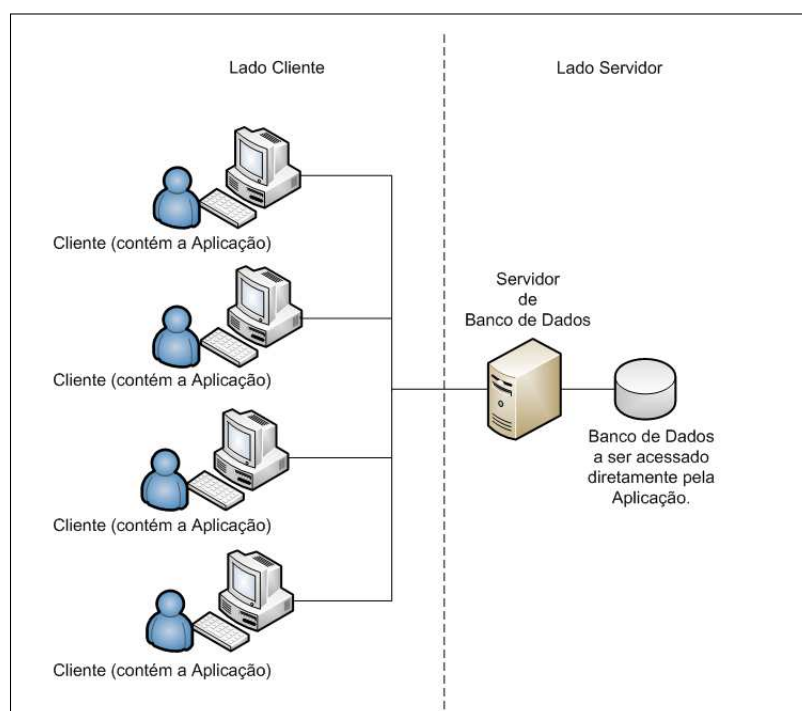 Lado Cliente
Lado Servidor
Cliente (contém a Aplicação)
Cliente (contém a Aplicação)
Cliente (contém a Aplicação)
Cliente (contém a Aplicação)
Servidor
de
Banco de Dados
Banco de Dados
a ser acessado
diretamente pela
Aplicação.